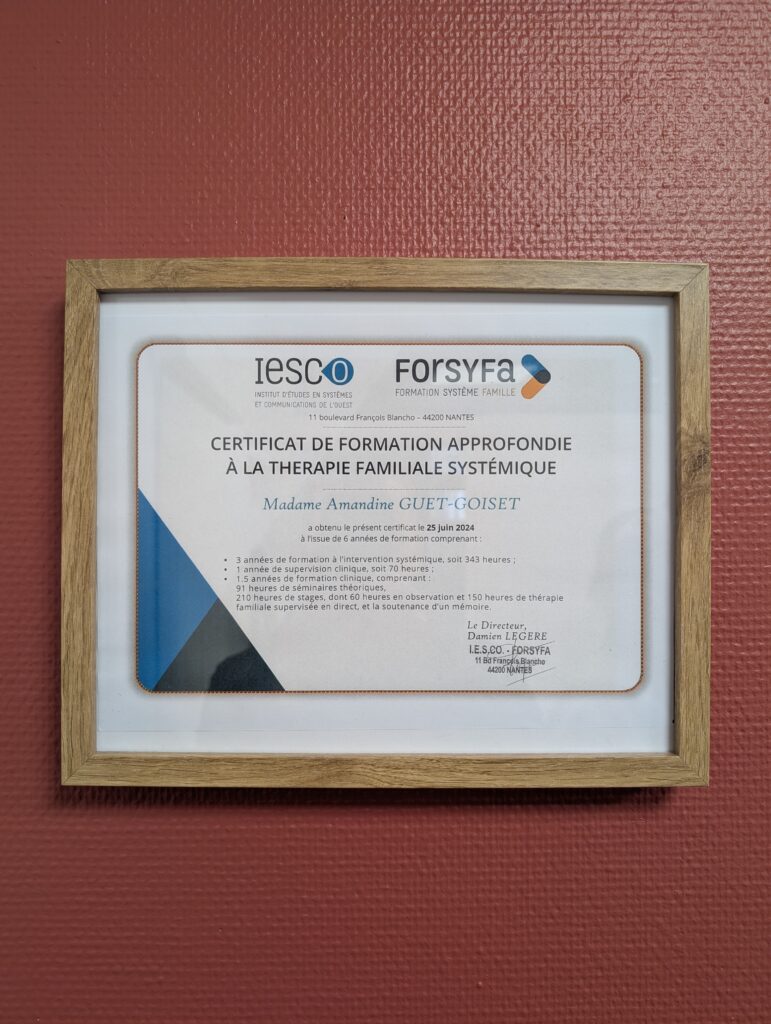 IESCO
INSTITUT D'ÉTUDES EN SYSTÈMES
ET COMMUNICATIONS DE L'OUEST
FORSYFA
FORMATION SYSTÈME FAMILLE
11 boulevard François Blancho – 44200 NANTES
CERTIFICAT DE FORMATION APPROFONDIE
À LA THERAPIE FAMILIALE SYSTÉMIQUE
Madame Amandine GUET-GOISET
a obtenu le présent certificat le 25 juin 2024
à l'issue de 6 années de formation comprenant :
• 3 années de formation à l'intervention systémique, soit 343 heures ;
• 1 année de supervision clinique, soit 70 heures ;
• 1.5 années de formation clinique, comprenant :
91 heures de séminaires théoriques,
210 heures de stages, dont 60 heures en observation et 150 heures de thérapie
familiale supervisée en direct, et la soutenance d'un mémoire.
Le Directeur,
Damien LEGERE
I.E.S.CO. - FORSYFA
11 Bd François Blancho
44200 NANTES